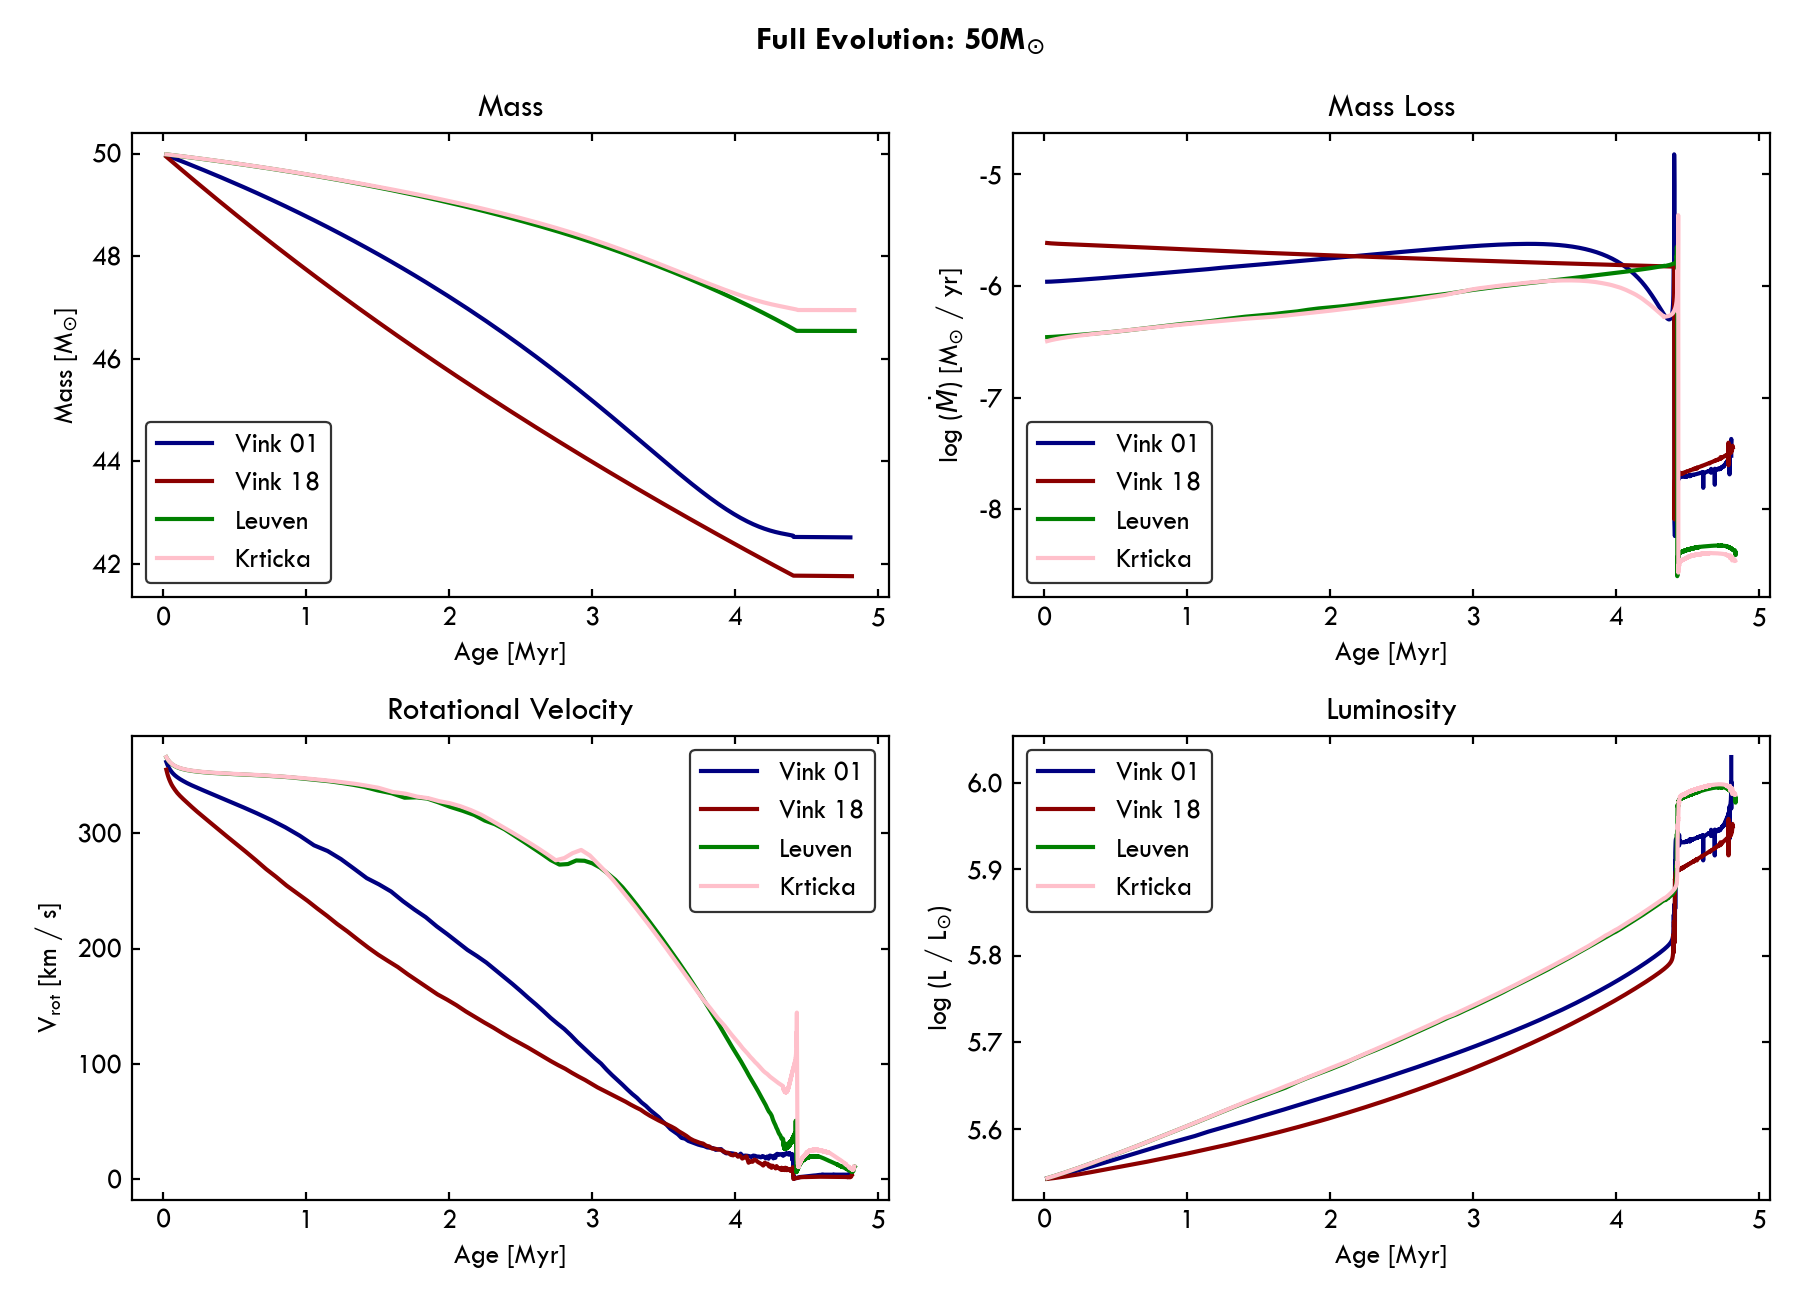 Full Evolution: 50M⊙
Mass
Mass [M⊙]
50
48
46
44
42
Vink 01
Vink 18
Leuven
Krticka
0 1 2 3 4 5
Age [Myr]
Mass Loss
log (Ṁ) [M⊙ / yr]
-5
-6
-7
-8
Vink 01
Vink 18
Leuven
Krticka
0 1 2 3 4 5
Age [Myr]
Rotational Velocity
Vrot [km / s]
300
200
100
0
Vink 01
Vink 18
Leuven
Krticka
0 1 2 3 4 5
Age [Myr]
Luminosity
log (L / L⊙)
6.0
5.9
5.8
5.7
5.6
Vink 01
Vink 18
Leuven
Krticka
0 1 2 3 4 5
Age [Myr]